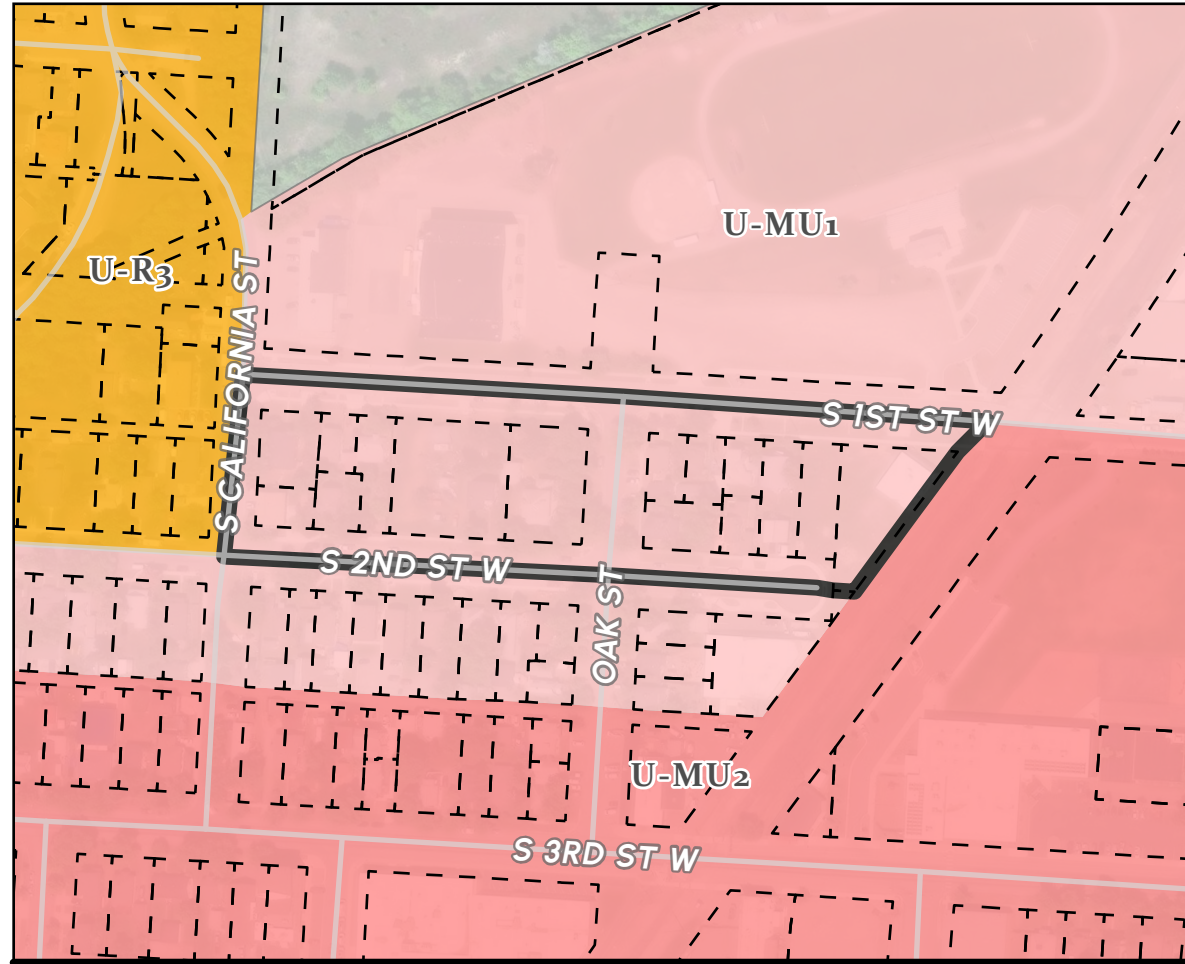 U-MU1
U-R3
S CALIFORNIA ST
S 1ST ST W
S 2ND ST W
OAK ST
U-MU2
S 3RD ST W